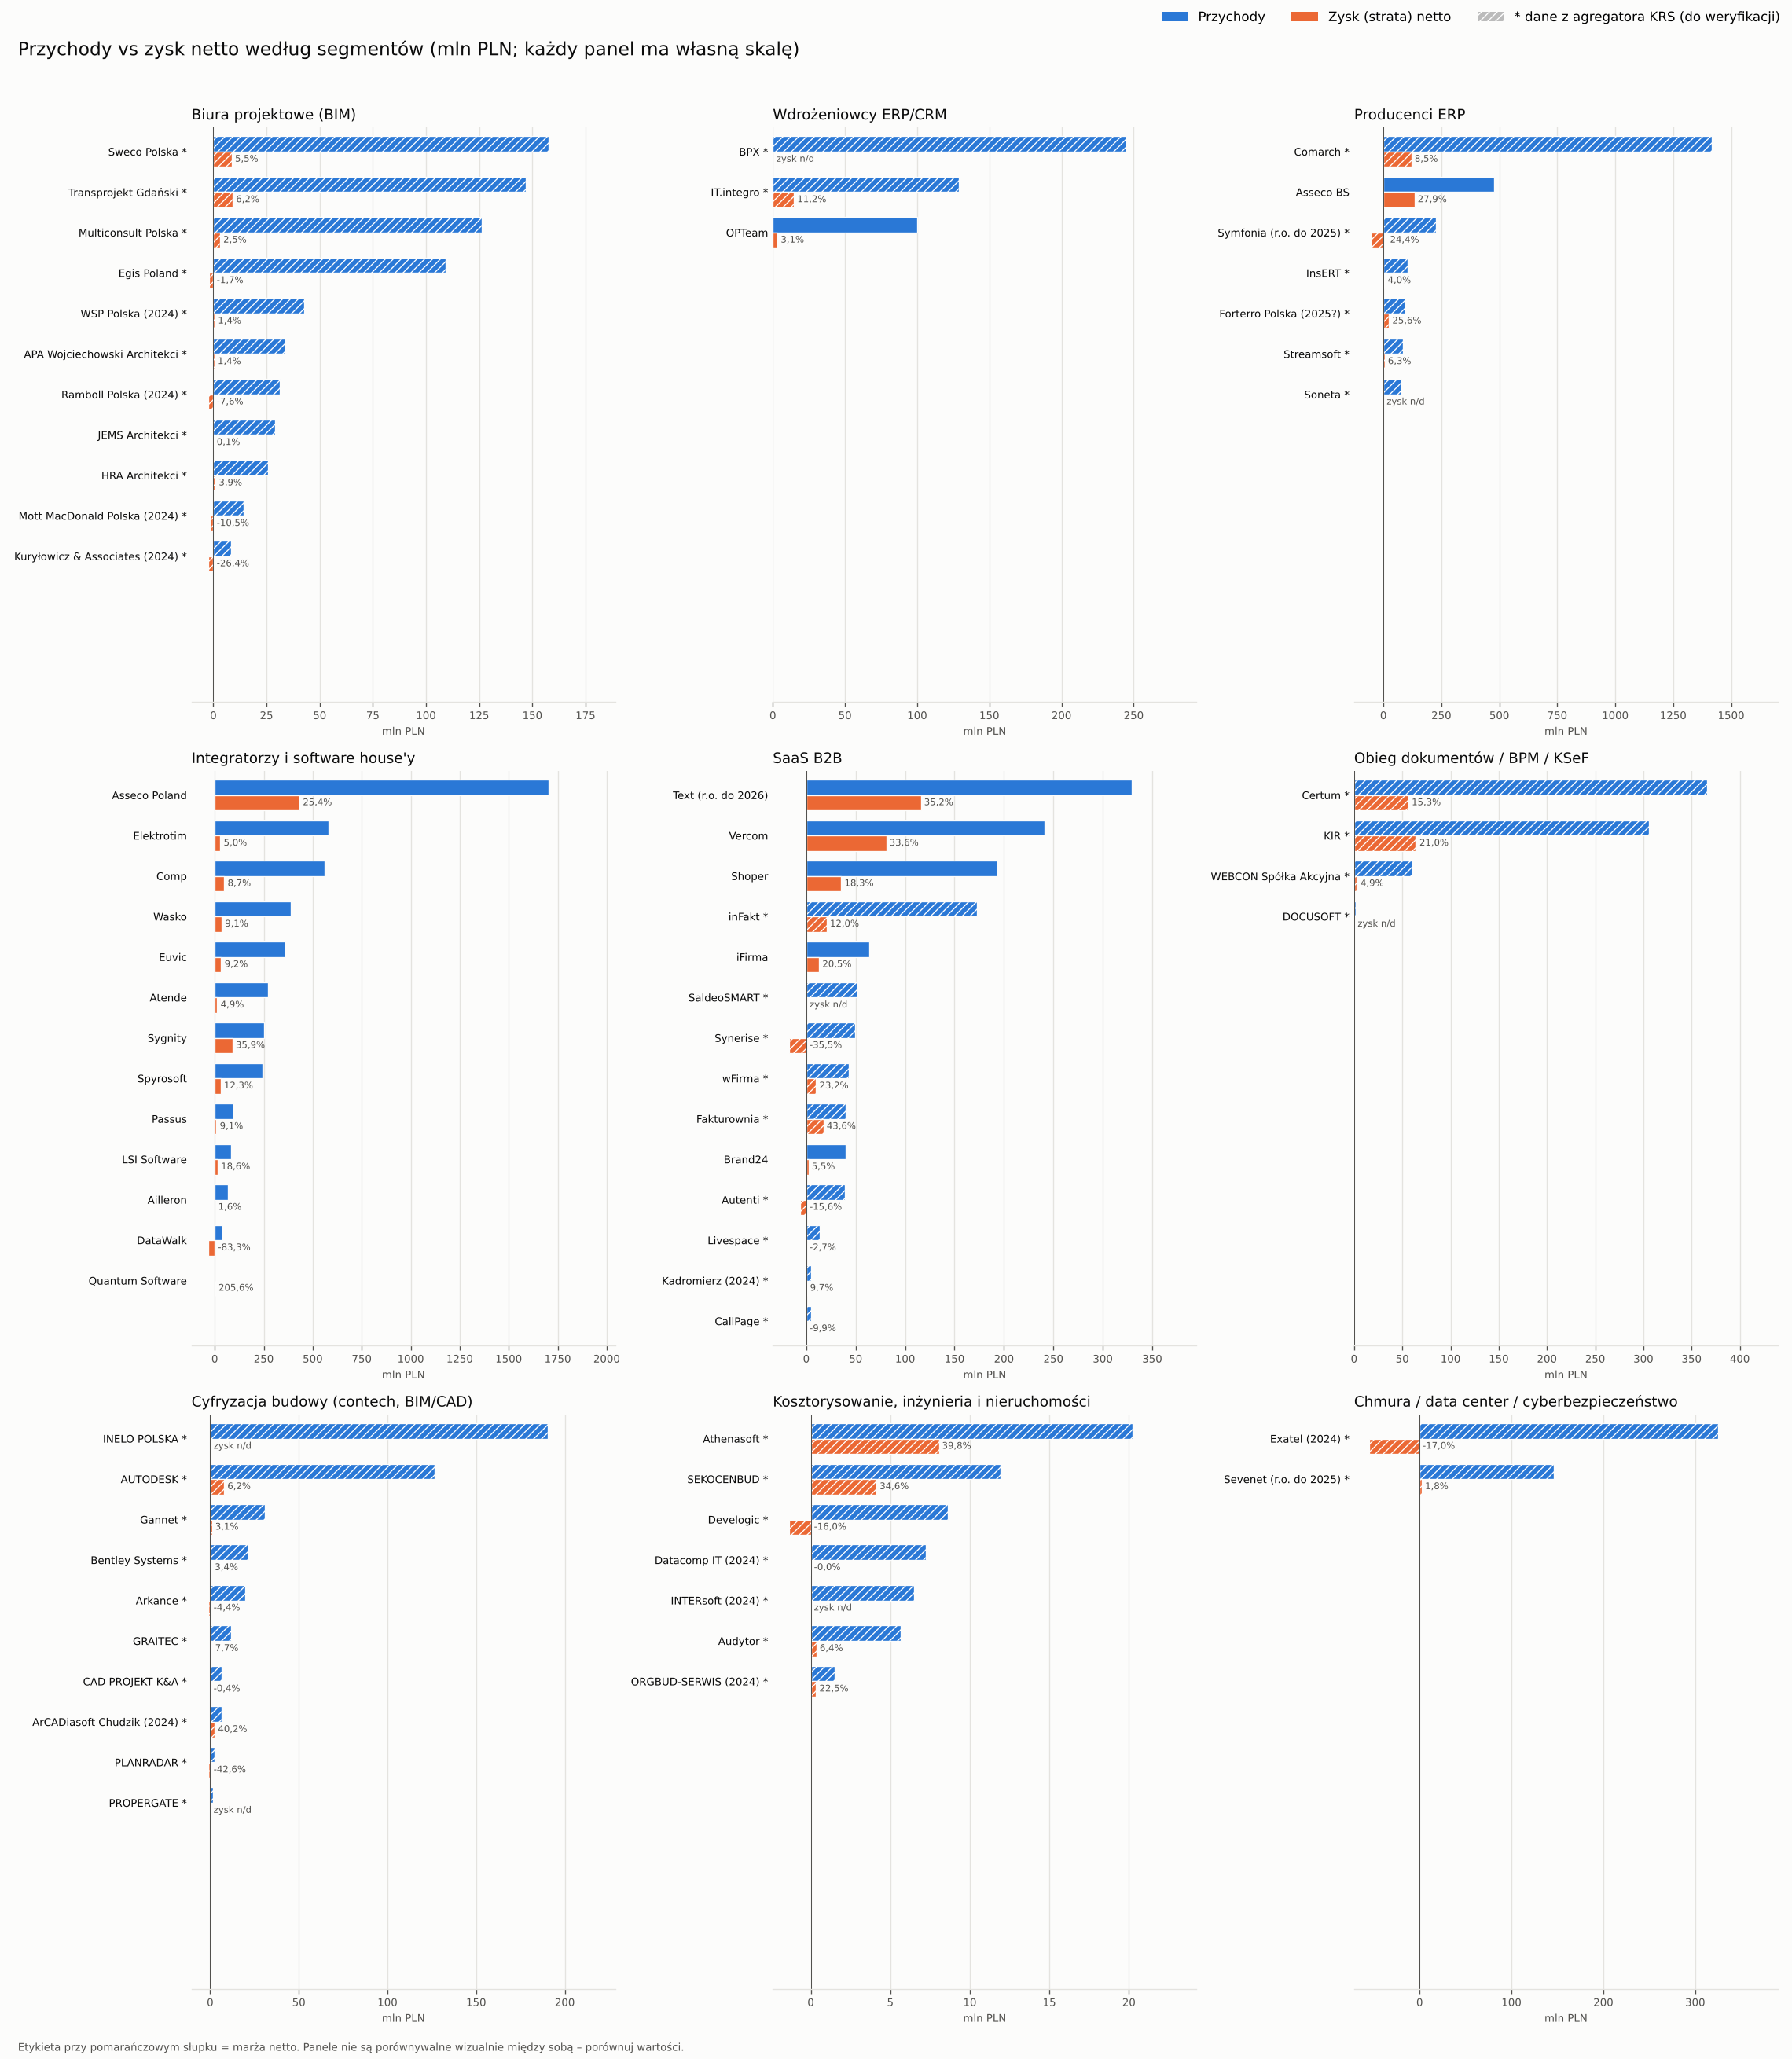 Przychody
Zysk (strata) netto
* dane z agregatora KRS (do weryfikacji)
Przychody vs zysk netto według segmentów (mln PLN; każdy panel ma własną skalę)
Biura projektowe (BIM)
Sweco Polska *
5,5%
Transprojekt Gdański *
6,2%
Multiconsult Polska *
2,5%
Egis Poland *
-1,7%
WSP Polska (2024) *
1,4%
APA Wojciechowski Architekci *
1,4%
Ramboll Polska (2024) *
-7,6%
JEMS Architekci *
0,1%
HRA Architekci *
3,9%
Mott MacDonald Polska (2024) *
-10,5%
Kuryłowicz & Associates (2024) *
-26,4%
0 25 50 75 100 125 150 175
mln PLN
Wdrożeniowcy ERP/CRM
BPX *
zysk n/d
IT.integro *
11,2%
OPTeam
3,1%
0 50 100 150 200 250
mln PLN
Producenci ERP
Comarch *
8,5%
Asseco BS
27,9%
Symfonia (r.o. do 2025) *
-24,4%
InsERT *
4,0%
Forterro Polska (2025?) *
25,6%
Streamsoft *
6,3%
Soneta *
zysk n/d
0 250 500 750 1000 1250 1500
mln PLN
Integratorzy i software house'y
Asseco Poland
25,4%
Elektrotim
5,0%
Comp
8,7%
Wasko
9,1%
Euvic
9,2%
Atende
4,9%
Sygnity
35,9%
Spyrosoft
12,3%
Passus
9,1%
LSI Software
18,6%
Ailleron
1,6%
DataWalk
-83,3%
Quantum Software
205,6%
0 250 500 750 1000 1250 1500 1750 2000
mln PLN
SaaS B2B
Text (r.o. do 2026)
35,2%
Vercom
33,6%
Shoper
18,3%
inFakt *
12,0%
iFirma
20,5%
SaldeoSMART *
zysk n/d
Synerise *
-35,5%
wFirma *
23,2%
Fakturownia *
43,6%
Brand24
5,5%
Autenti *
-15,6%
Livespace *
-2,7%
Kadromierz (2024) *
9,7%
CallPage *
-9,9%
0 50 100 150 200 250 300 350
mln PLN
Obieg dokumentów / BPM / KSeF
Certum *
15,3%
KIR *
21,0%
WEBCON Spółka Akcyjna *
4,9%
DOCUSOFT *
zysk n/d
0 50 100 150 200 250 300 350 400
mln PLN
Cyfryzacja budowy (contech, BIM/CAD)
INELO POLSKA *
zysk n/d
AUTODESK *
6,2%
Gannet *
3,1%
Bentley Systems *
3,4%
Arkance *
-4,4%
GRAITEC *
7,7%
CAD PROJEKT K&A *
-0,4%
ArCADiasoft Chudzik (2024) *
40,2%
PLANRADAR *
-42,6%
PROPERGATE *
zysk n/d
0 50 100 150 200
mln PLN
Kosztorysowanie, inżynieria i nieruchomości
Athenasoft *
39,8%
SEKOCENBUD *
34,6%
Develogic *
-16,0%
Datacomp IT (2024) *
-0,0%
INTERsoft (2024) *
zysk n/d
Audytor *
6,4%
ORGBUD-SERWIS (2024) *
22,5%
0 5 10 15 20
mln PLN
Chmura / data center / cyberbezpieczeństwo
Exatel (2024) *
-17,0%
Sevenet (r.o. do 2025) *
1,8%
0 100 200 300
mln PLN
Etykieta przy pomarańczowym słupku = marża netto. Panele nie są porównywalne wizualnie między sobą – porównuj wartości.